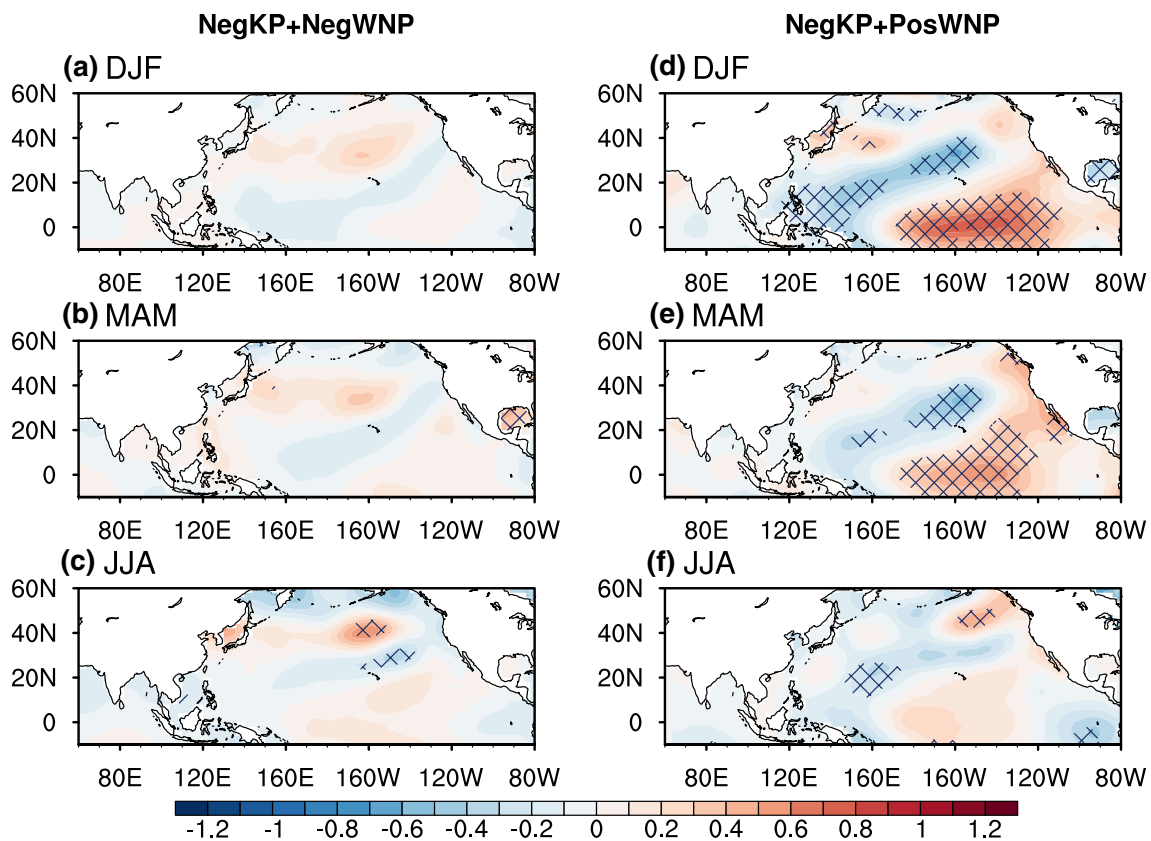 NegKP+NegWNP NegKP+PosWNP
(a) DJF (d) DJF
60N 60N
40N 40N
20N 20N
0 0
80E 120E 160E 160W 120W 80W 80E 120E 160E 160W 120W 80W
(b) MAM (e) MAM
60N 60N
40N 40N
20N 20N
0 0
80E 120E 160E 160W 120W 80W 80E 120E 160E 160W 120W 80W
(c) JJA (f) JJA
60N 60N
40N 40N
20N 20N
0 0
80E 120E 160E 160W 120W 80W 80E 120E 160E 160W 120W 80W
-1.2 -1 -0.8 -0.6 -0.4 -0.2 0 0.2 0.4 0.6 0.8 1 1.2